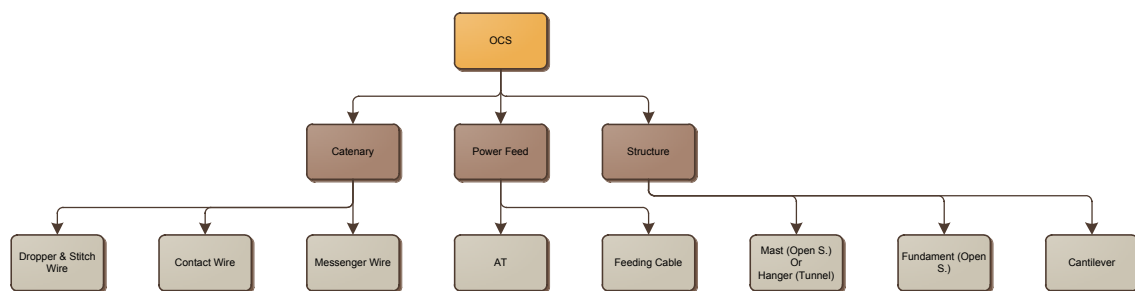 OCS
Catenary
Power Feed
Structure
Dropper & Stitch
Wire
Contact Wire
Messenger Wire
AT
Feeding Cable
Mast (Open S.)
Or
Hanger (Tunnel)
Fundament (Open
S.)
Cantilever